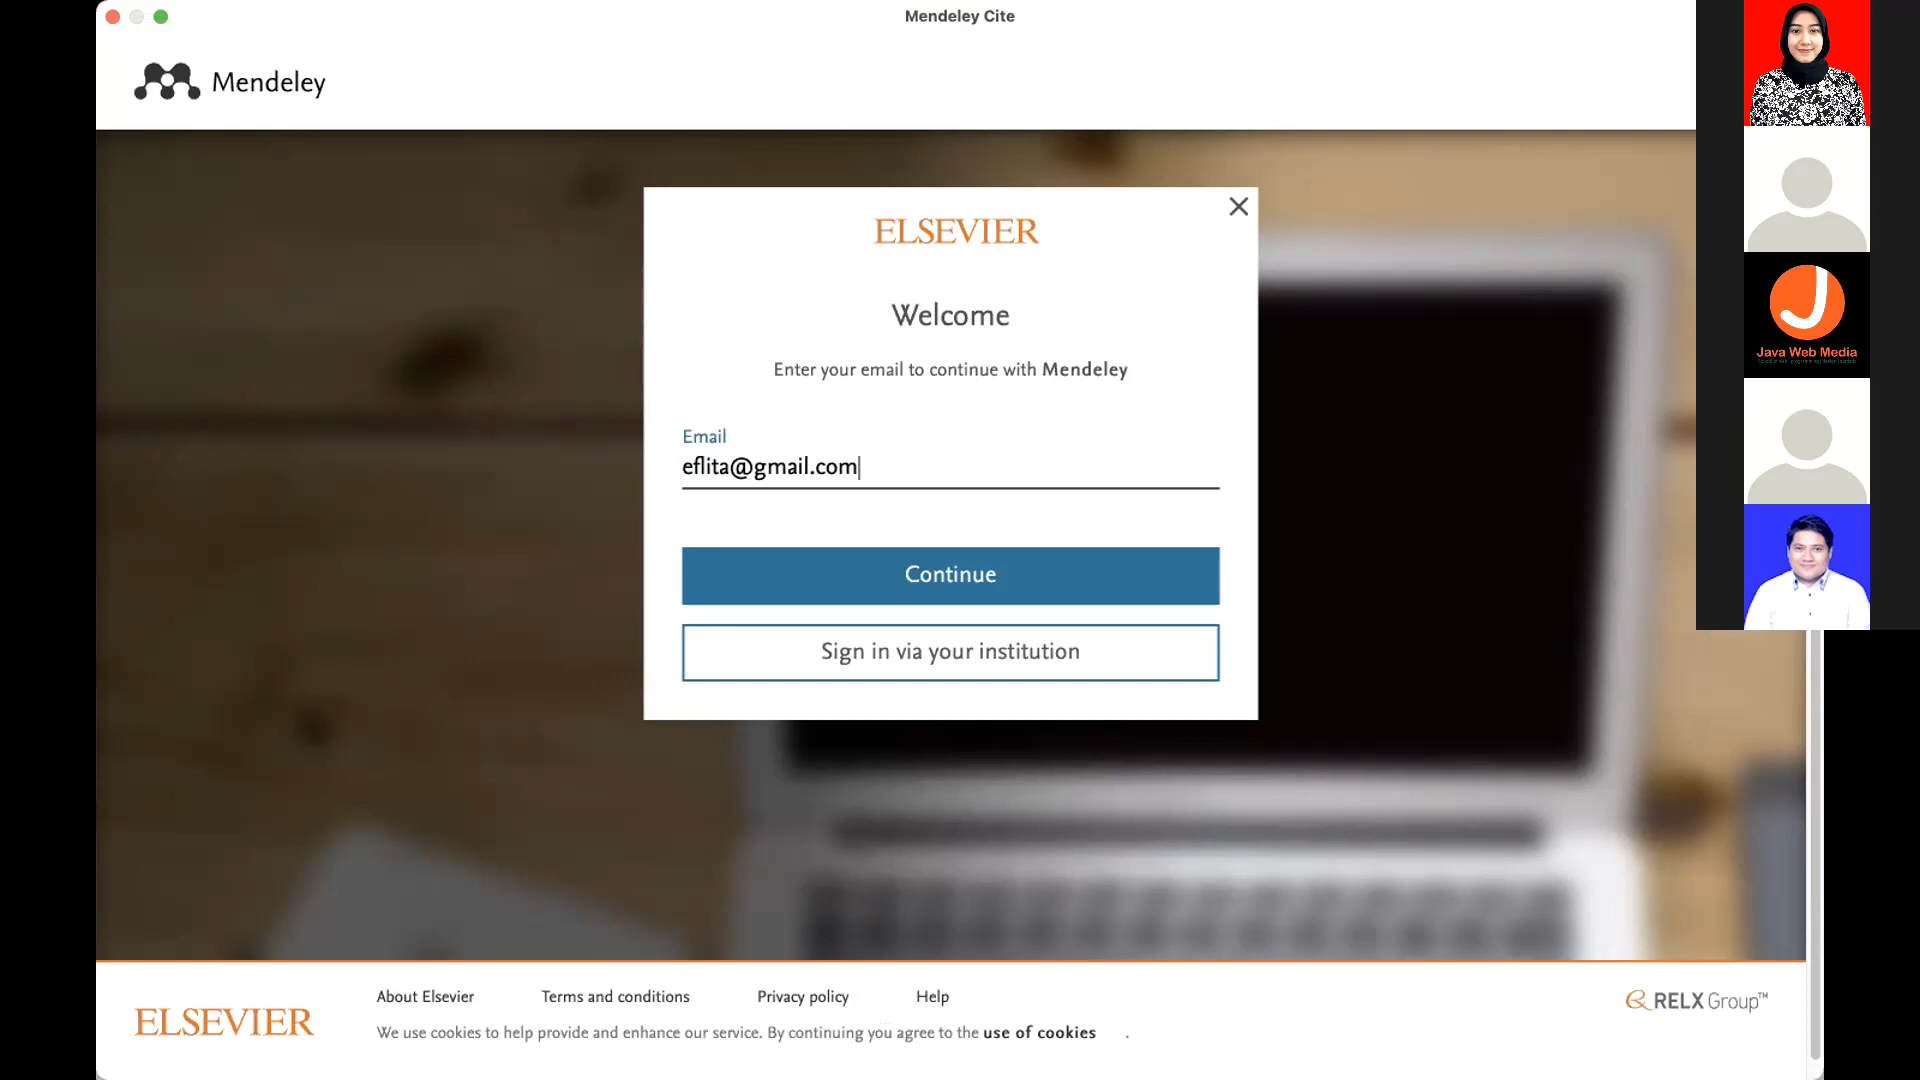 Mendeley Cite
Mendeley
ELSEVIER
Welcome
Enter your email to continue with Mendeley
Email
eflita@gmail.com
Continue
Sign in via your institution
Java Web Media
ELSEVIER
About Elsevier
Terms and conditions
Privacy policy
Help
We use cookies to help provide and enhance our service. By continuing you agree to the use of cookies .
RELX Group™